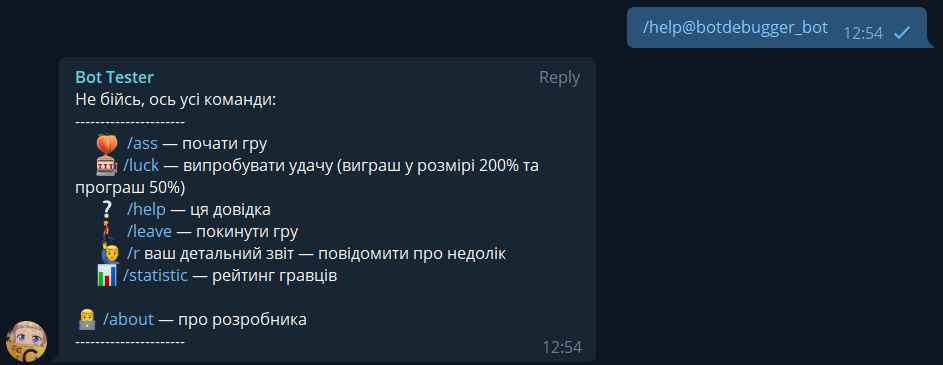 /help@botdebugger_bot 12:54
Bot Tester Reply
Не бійсь, ось усі команди:
----------------------
/ass — почати гру
/luck — випробувати удачу (виграш у розмірі 200% та
програш 50%)
/help — ця довідка
/leave — покинути гру
/r ваш детальний звіт — повідомити про недолік
/statistic — рейтинг гравців
/about — про розробника
----------------------
12:54